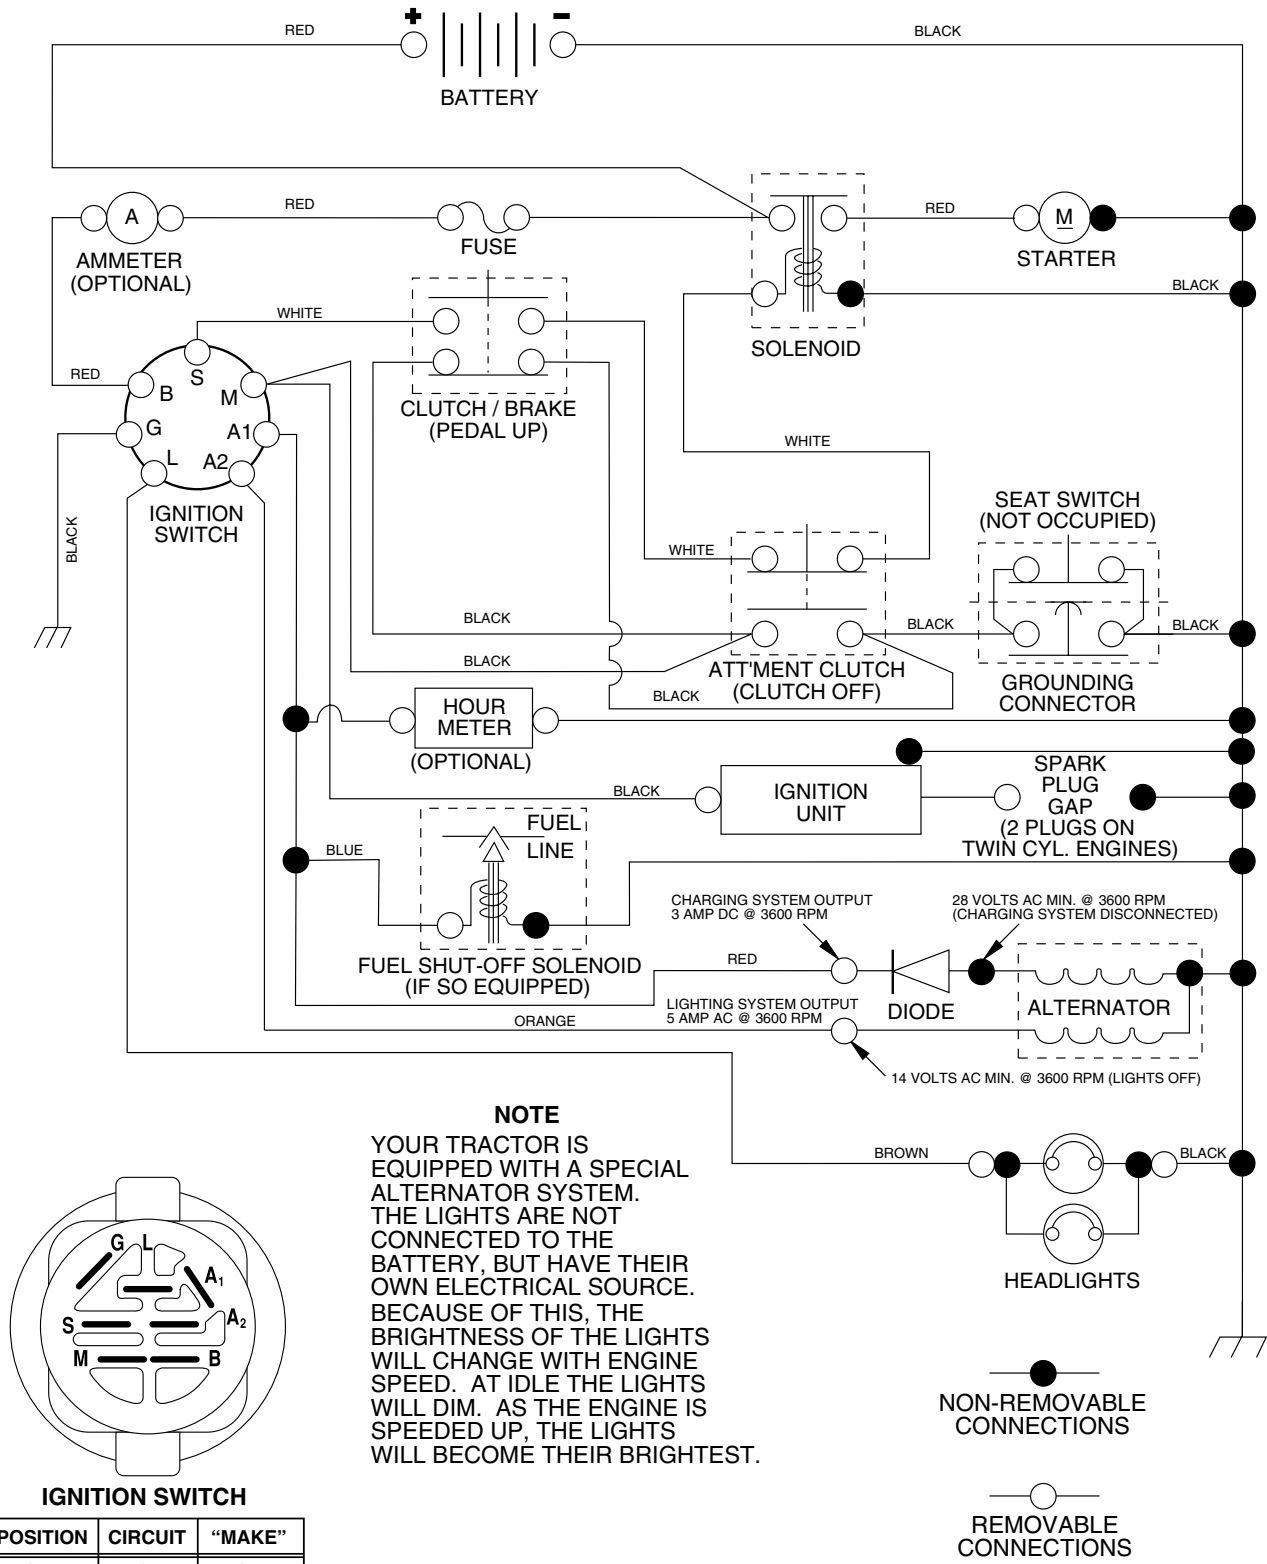 +
−
RED
BLACK
BATTERY
A
RED
RED
M
AMMETER
(OPTIONAL)
FUSE
STARTER
BLACK
WHITE
SOLENOID
RED
S
B
M
CLUTCH / BRAKE
(PEDAL UP)
G
A1
L
A2
WHITE
IGNITION
SWITCH
BLACK
SEAT SWITCH
(NOT OCCUPIED)
WHITE
BLACK
BLACK
BLACK
BLACK
ATT'MENT CLUTCH
(CLUTCH OFF)
BLACK
GROUNDING
CONNECTOR
HOUR
METER
(OPTIONAL)
BLACK
IGNITION
UNIT
SPARK
PLUG
GAP
(2 PLUGS ON
TWIN CYL. ENGINES)
FUEL
LINE
BLUE
CHARGING SYSTEM OUTPUT
3 AMP DC @ 3600 RPM
28 VOLTS AC MIN. @ 3600 RPM
(CHARGING SYSTEM DISCONNECTED)
FUEL SHUT-OFF SOLENOID
(IF SO EQUIPPED)
RED
DIODE
ALTERNATOR
LIGHTING SYSTEM OUTPUT
5 AMP AC @ 3600 RPM
ORANGE
14 VOLTS AC MIN. @ 3600 RPM (LIGHTS OFF)
NOTE
YOUR TRACTOR IS
EQUIPPED WITH A SPECIAL
ALTERNATOR SYSTEM.
THE LIGHTS ARE NOT
CONNECTED TO THE
BATTERY, BUT HAVE THEIR
OWN ELECTRICAL SOURCE.
BECAUSE OF THIS, THE
BRIGHTNESS OF THE LIGHTS
WILL CHANGE WITH ENGINE
SPEED. AT IDLE THE LIGHTS
WILL DIM. AS THE ENGINE IS
SPEEDED UP, THE LIGHTS
WILL BECOME THEIR BRIGHTEST.
BROWN
BLACK
HEADLIGHTS
G L
A1
S
A2
M
B
IGNITION SWITCH
POSITION CIRCUIT “MAKE”
NON-REMOVABLE
CONNECTIONS
REMOVABLE
CONNECTIONS